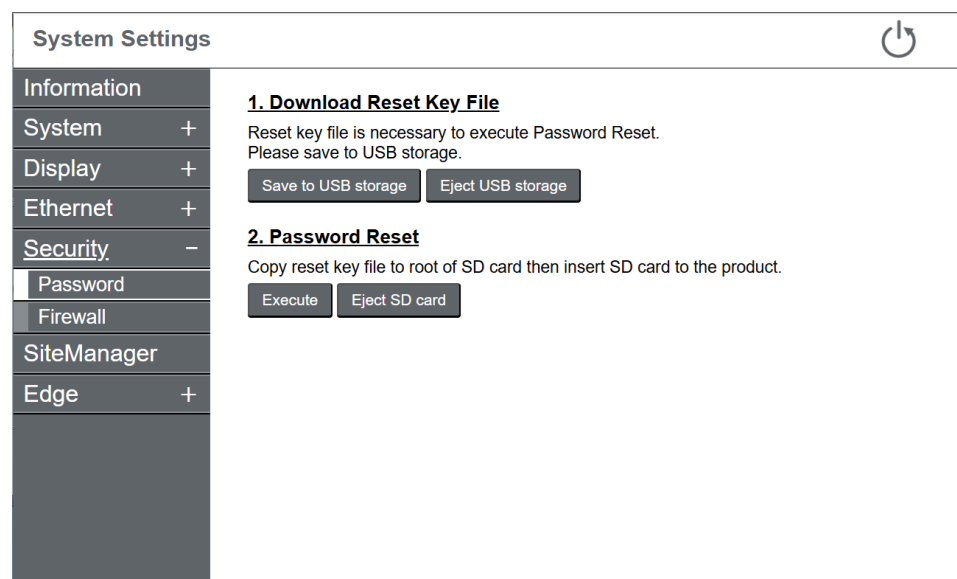 System Settings
Information
System +
Display +
Ethernet +
Security −
Password
Firewall
SiteManager
Edge +
1. Download Reset Key File
Reset key file is necessary to execute Password Reset.
Please save to USB storage.
Save to USB storage
Eject USB storage
2. Password Reset
Copy reset key file to root of SD card then insert SD card to the product.
Execute
Eject SD card